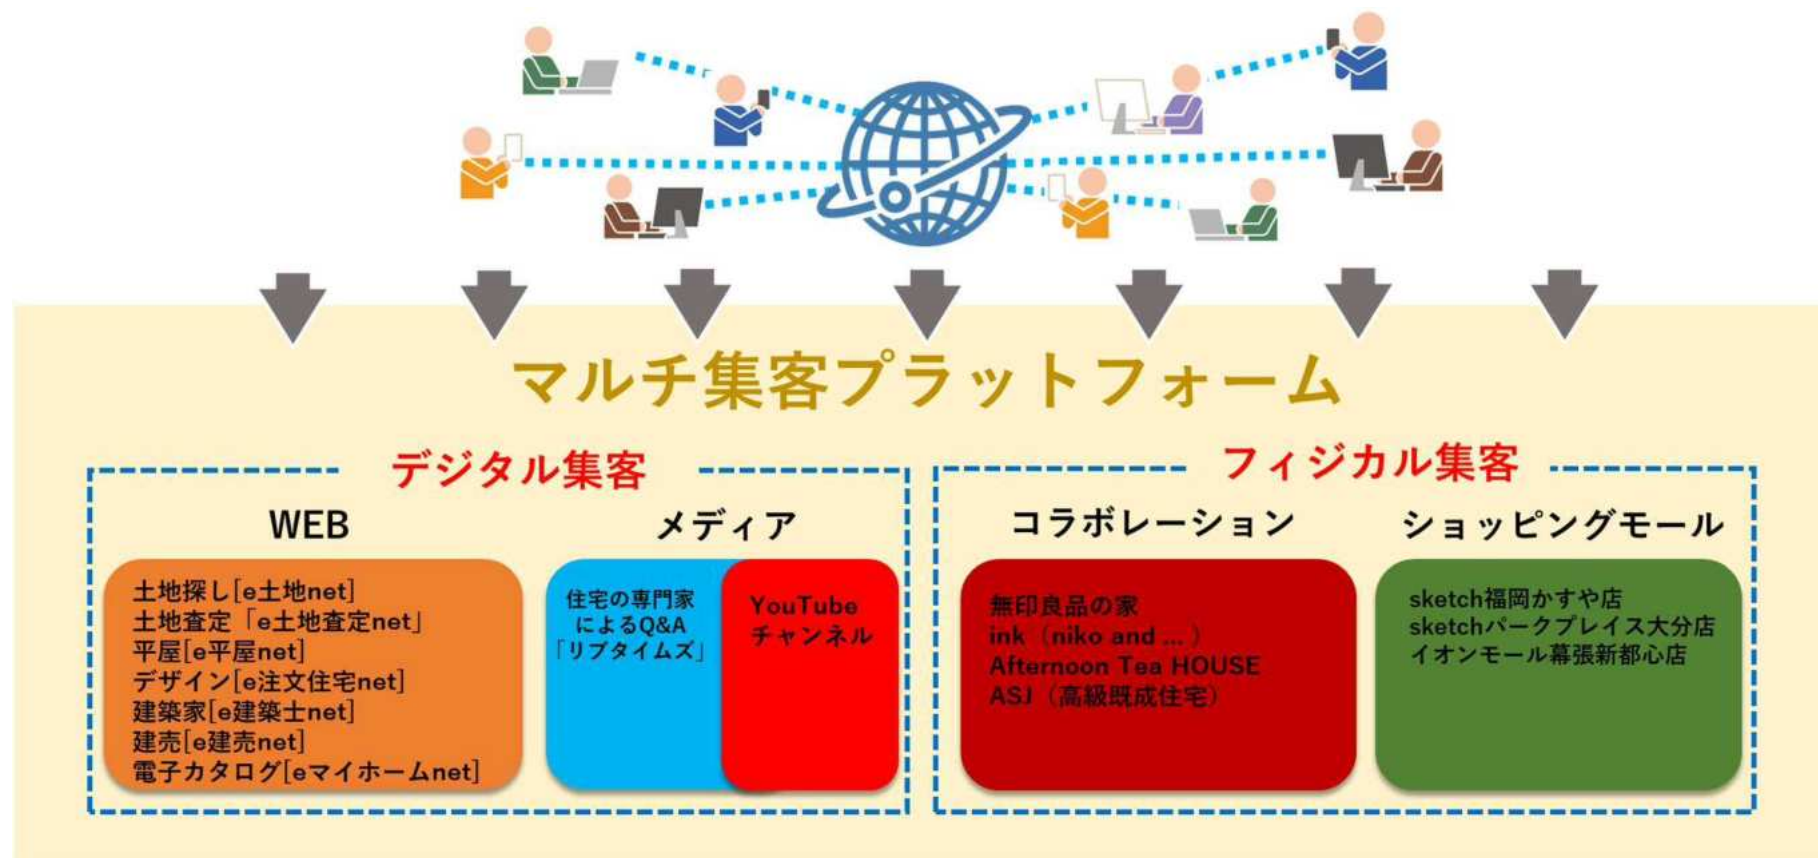 マルチ集客プラットフォーム
デジタル集客
WEB
土地探し[e土地net]
土地査定「e土地査定net」
平屋[e平屋net]
デザイン[e注文住宅net]
建築家[e建築士net]
建売[e建売net]
電子カタログ[eマイホームnet]
メディア
住宅の専門家
によるQ&A
「リブタイムズ」
YouTube
チャンネル
フィジカル集客
コラボレーション
無印良品の家
ink（niko and ... ）
Afternoon Tea HOUSE
ASJ（高級既成住宅）
ショッピングモール
sketch福岡かすや店
sketchパークプレイス大分店
イオンモール幕張新都心店